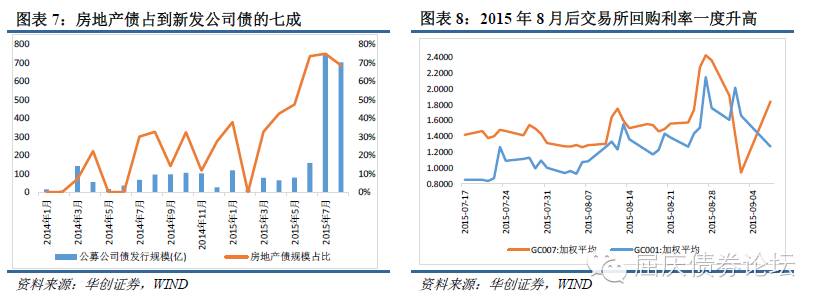 图表 7：房地产债占到新发公司债的七成
800
700
600
500
400
300
200
100
0
80%
70%
60%
50%
40%
30%
20%
10%
0%
2014年1月
2014年3月
2014年5月
2014年7月
2014年9月
2014年11月
2015年1月
2015年3月
2015年5月
2015年7月
公募公司债发行规模(亿)
房地产债规模占比
资料来源：华创证券，WIND
图表 8：2015 年 8 月后交易所回购利率一度升高
2.4000
2.2000
2.0000
1.8000
1.6000
1.4000
1.2000
1.0000
0.8000
2015-07-17
2015-07-24
2015-07-31
2015-08-07
2015-08-14
2015-08-21
2015-08-28
2015-09-04
GC007:加权平均
GC001:加权平均
资料来源：华创证券，WIND
屈庆债券论坛